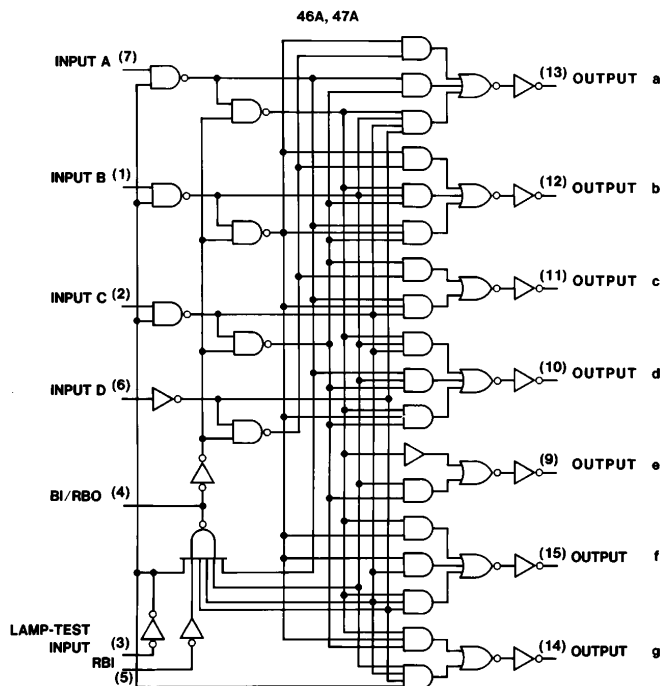 46A, 47A
INPUT A (7)
(13) OUTPUT a
INPUT B (1)
(12) OUTPUT b
INPUT C (2)
(11) OUTPUT c
INPUT D (6)
(10) OUTPUT d
(9) OUTPUT e
BI/RBO (4)
(15) OUTPUT f
LAMP-TEST
INPUT
(3)
RBI
(5)
(14) OUTPUT g